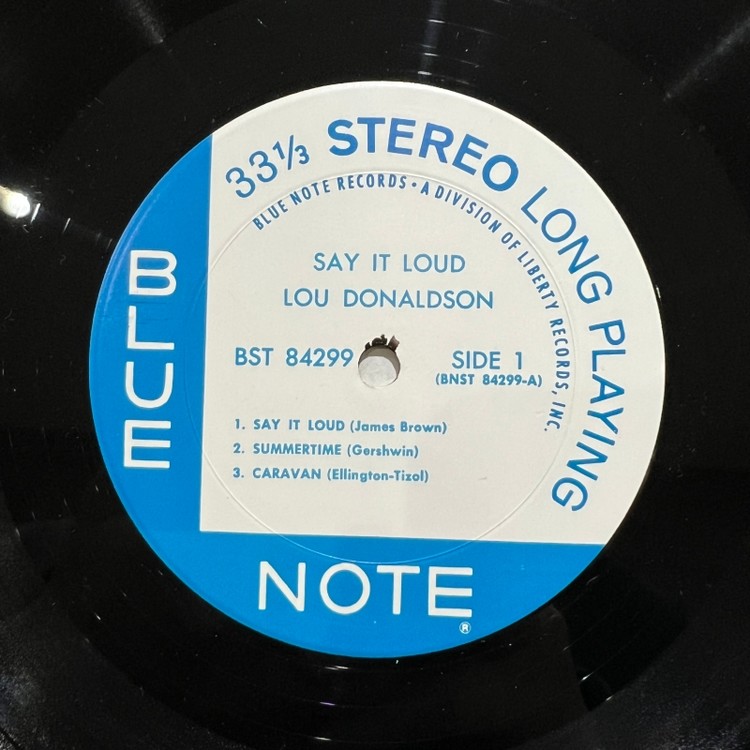 33⅓ STEREO LONG PLAYING
BLUE NOTE RECORDS • A DIVISION OF LIBERTY RECORDS, INC.
SAY IT LOUD
LOU DONALDSON
BST 84299
SIDE 1
(BNST 84299-A)
1. SAY IT LOUD (James Brown)
2. SUMMERTIME (Gershwin)
3. CARAVAN (Ellington-Tizol)
BLUE
NOTE
®